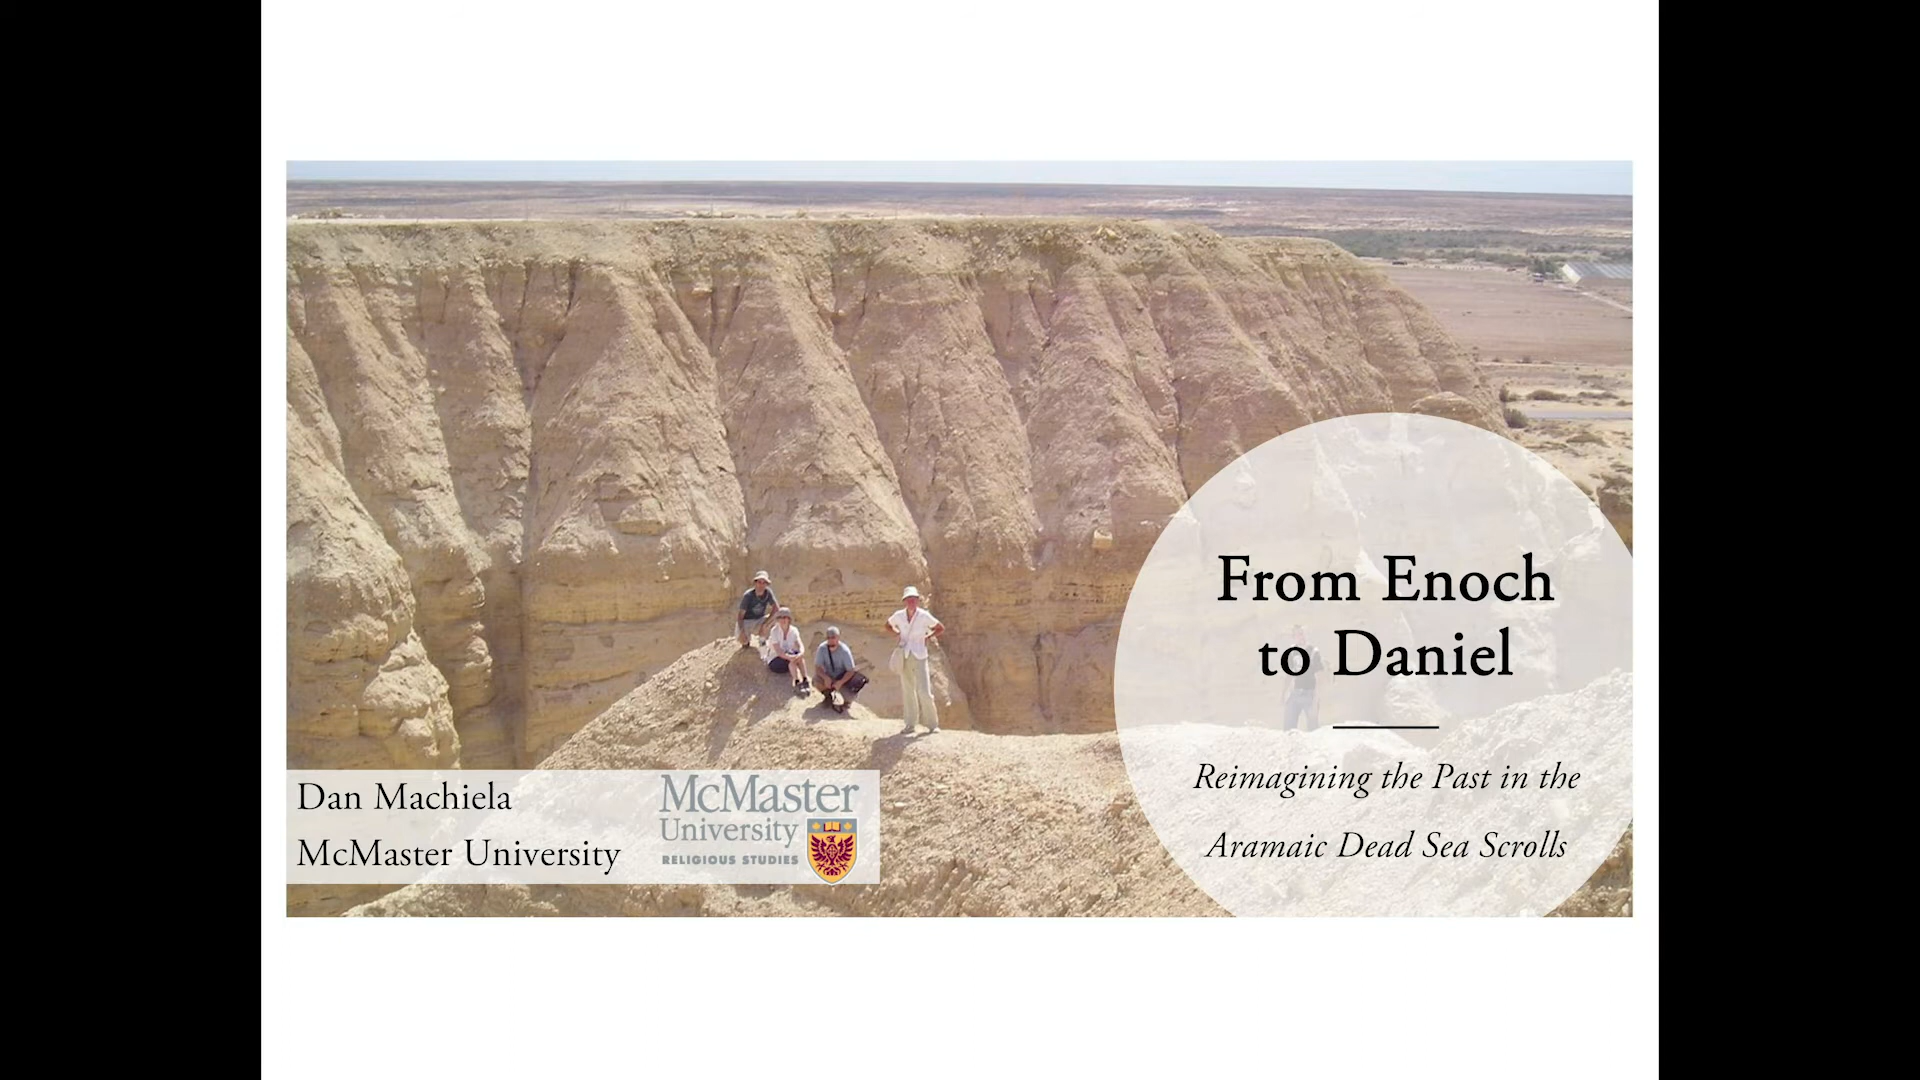 From Enoch
to Daniel
Reimagining the Past in the
Aramaic Dead Sea Scrolls
Dan Machiela
McMaster University
McMaster
University
RELIGIOUS STUDIES